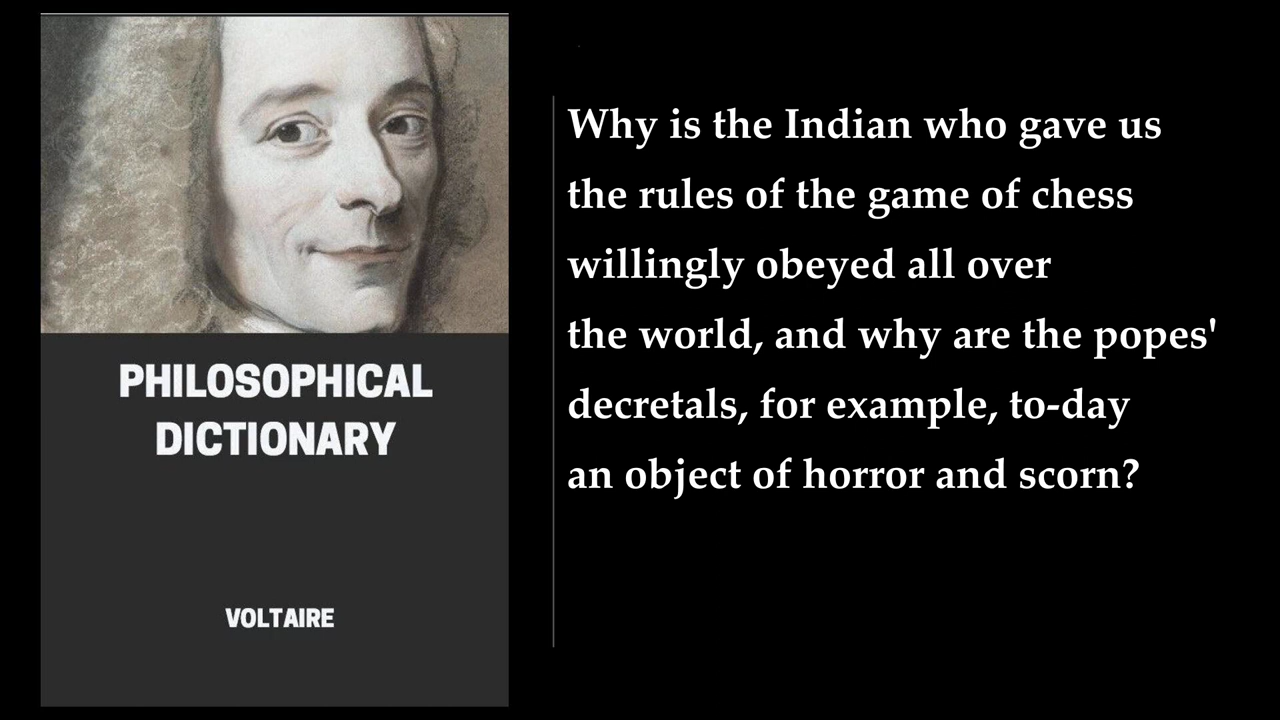 PHILOSOPHICAL
DICTIONARY
VOLTAIRE
Why is the Indian who gave us
the rules of the game of chess
willingly obeyed all over
the world, and why are the popes'
decretals, for example, to-day
an object of horror and scorn?